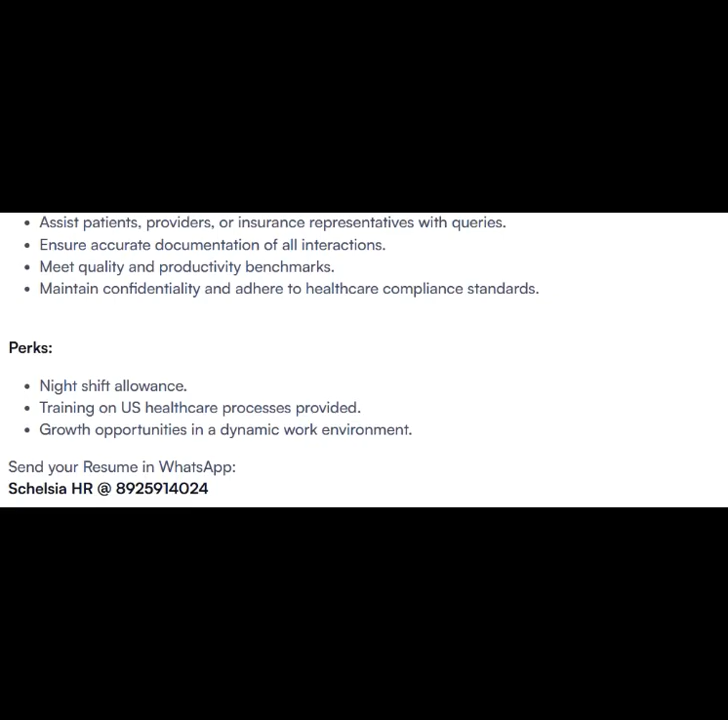 • Assist patients, providers, or insurance representatives with queries.
• Ensure accurate documentation of all interactions.
• Meet quality and productivity benchmarks.
• Maintain confidentiality and adhere to healthcare compliance standards.
Perks:
• Night shift allowance.
• Training on US healthcare processes provided.
• Growth opportunities in a dynamic work environment.
Send your Resume in WhatsApp:
Schelsia HR @ 8925914024